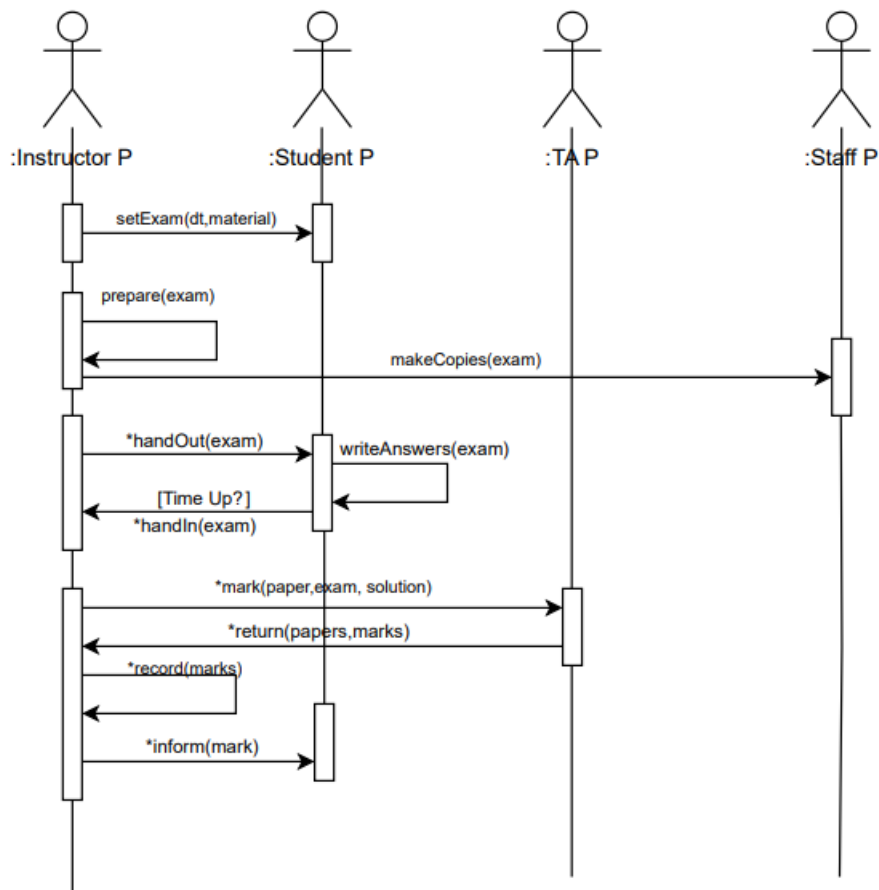 :Instructor P
:Student P
:TA P
:Staff P
setExam(dt,material)
prepare(exam)
makeCopies(exam)
*handOut(exam)
writeAnswers(exam)
[Time Up?]
*handIn(exam)
*mark(paper,exam, solution)
*return(papers,marks)
*record(marks)
*inform(mark)